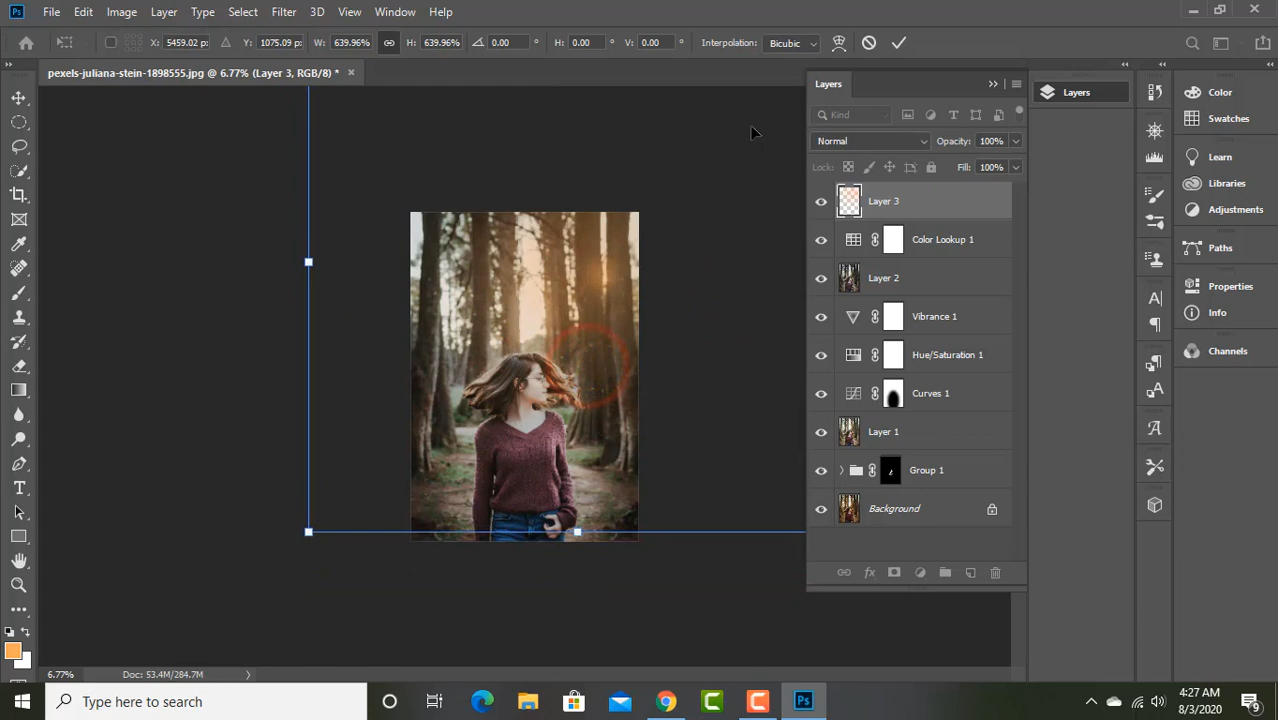 Ps File Edit Image Layer Type Select Filter 3D View Window Help
X: 5459.02 p: Y: 1075.09 p: W: 639.96% H: 639.96% 0.00 ° H: 0.00 ° V: 0.00 ° Interpolation: Bicubic
pexels-juliana-stein-1898555.jpg @ 6.77% (Layer 3, RGB/8) *
Layers
Kind
Normal Opacity: 100%
Lock: Fill: 100%
Layer 3
Color Lookup 1
Layer 2
Vibrance 1
Hue/Saturation 1
Curves 1
Layer 1
Group 1
Background
fx
Layers
Color
Swatches
Learn
Libraries
Adjustments
Paths
Properties
Info
Channels
6.77% Doc: 53.4M/284.7M
Type here to search
Ps
4:27 AM
8/3/2020
9